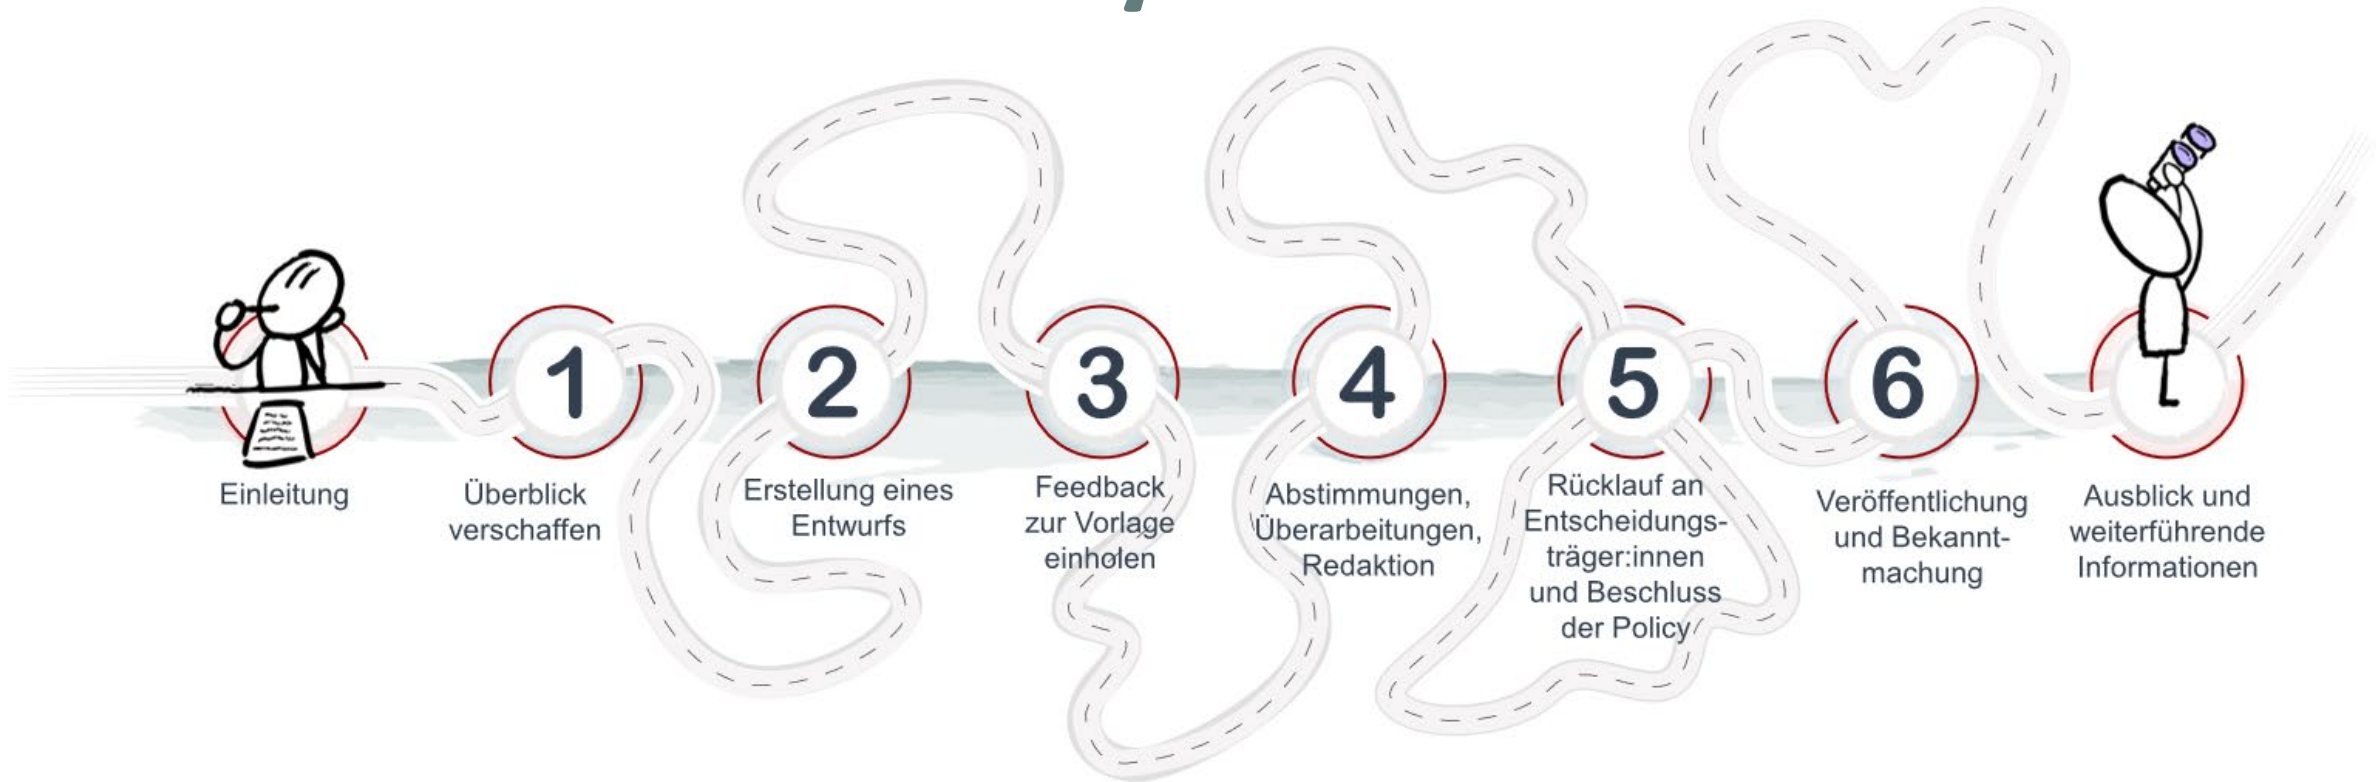 Einleitung
1
Überblick
verschaffen
2
Erstellung eines
Entwurfs
3
Feedback
zur Vorlage
einholen
4
Abstimmungen,
Überarbeitungen,
Redaktion
5
Rücklauf an
Entscheidungs-
träger:innen
und Beschluss
der Policy
6
Veröffentlichung
und Bekannt-
machung
Ausblick und
weiterführende
Informationen